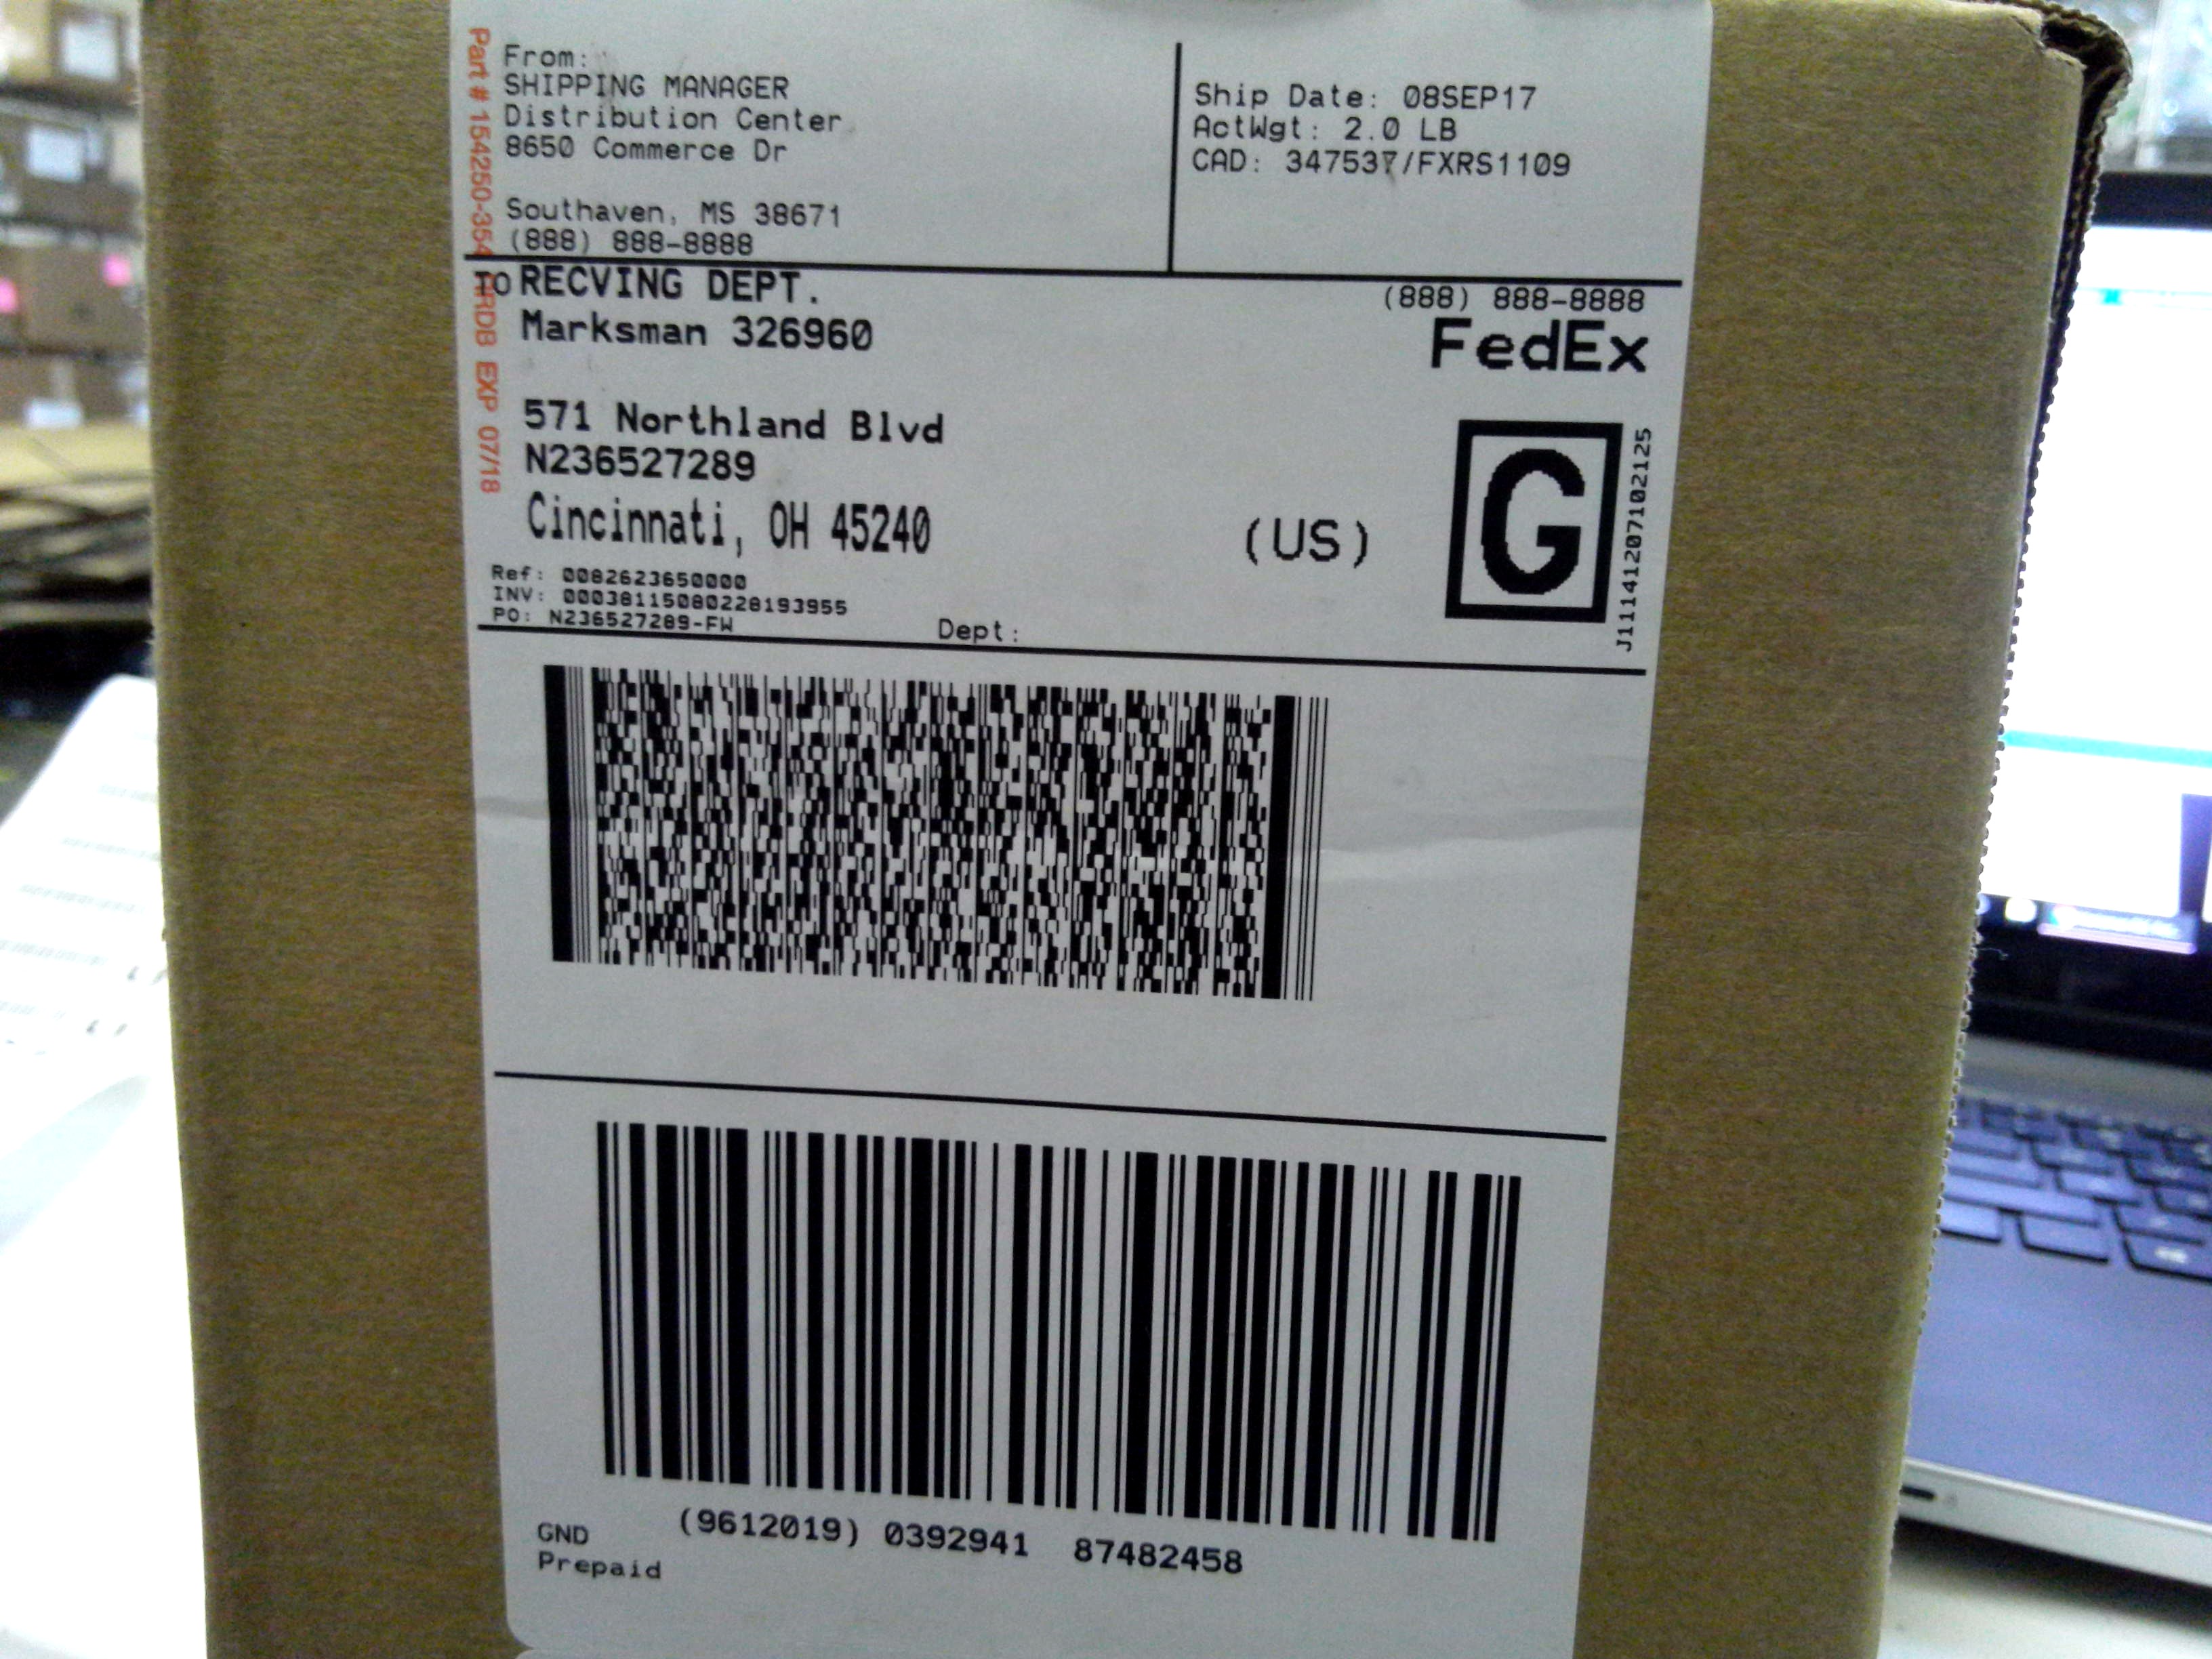 From:
SHIPPING MANAGER
Distribution Center
8650 Commerce Dr
Southaven, MS 38671
(888) 888-8888
Ship Date: 08SEP17
ActWgt: 2.0 LB
CAD: 347537/FXRS1109
Part # 154250-354 RRDB EXP 07/18
TO RECVING DEPT.
Marksman 326960
571 Northland Blvd
N236527289
Cincinnati, OH 45240
(888) 888-8888
FedEx
(US)
G
J11141207102125
Ref: 0082623650000
INV: 00038115080228193955
PO: N236527289-FW
Dept:
(9612019) 0392941 87482458
GND
Prepaid